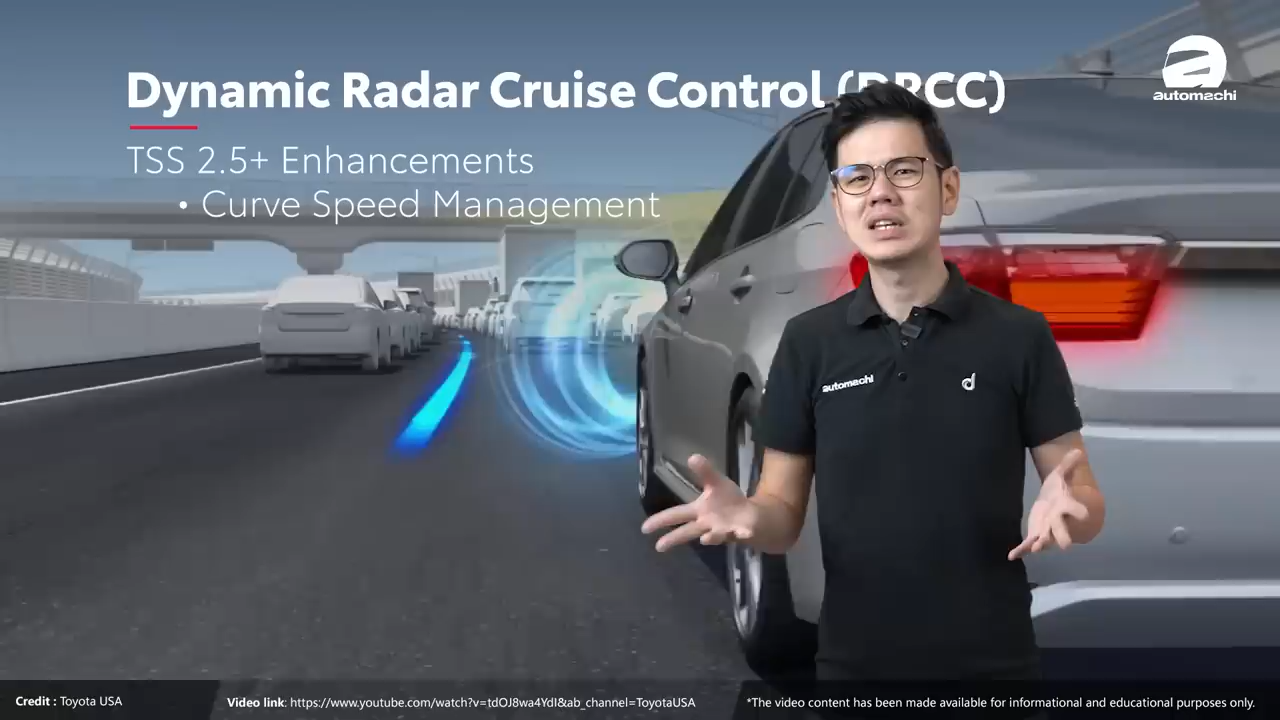 Dynamic Radar Cruise Control (DRCC)
automachi
TSS 2.5+ Enhancements
• Curve Speed Management
automachi
Credit : Toyota USA
Video link: https://www.youtube.com/watch?v=tdOJ8wa4YdI&ab_channel=ToyotaUSA
*The video content has been made available for informational and educational purposes only.